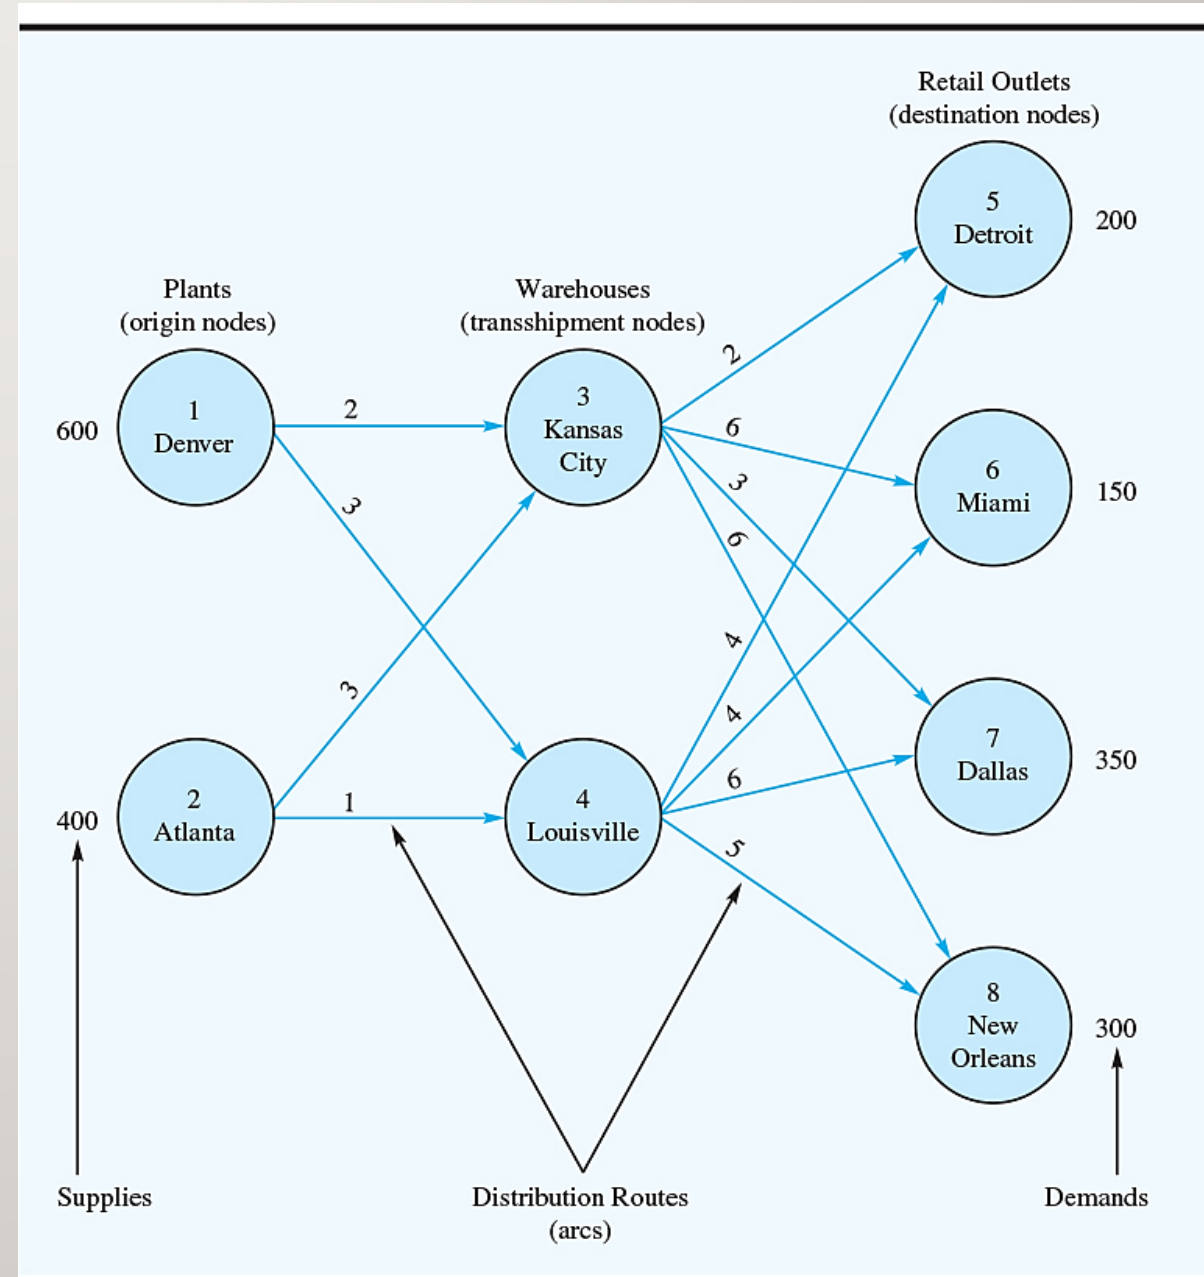 Retail Outlets
(destination nodes)
5
Detroit
200
Plants
(origin nodes)
Warehouses
(transshipment nodes)
2
600
1
Denver
2
3
Kansas
City
6
3
6
6
Miami
150
3
3
4
4
7
Dallas
350
6
400
2
Atlanta
1
4
Louisville
5
8
New
Orleans
300
Supplies
Distribution Routes
(arcs)
Demands